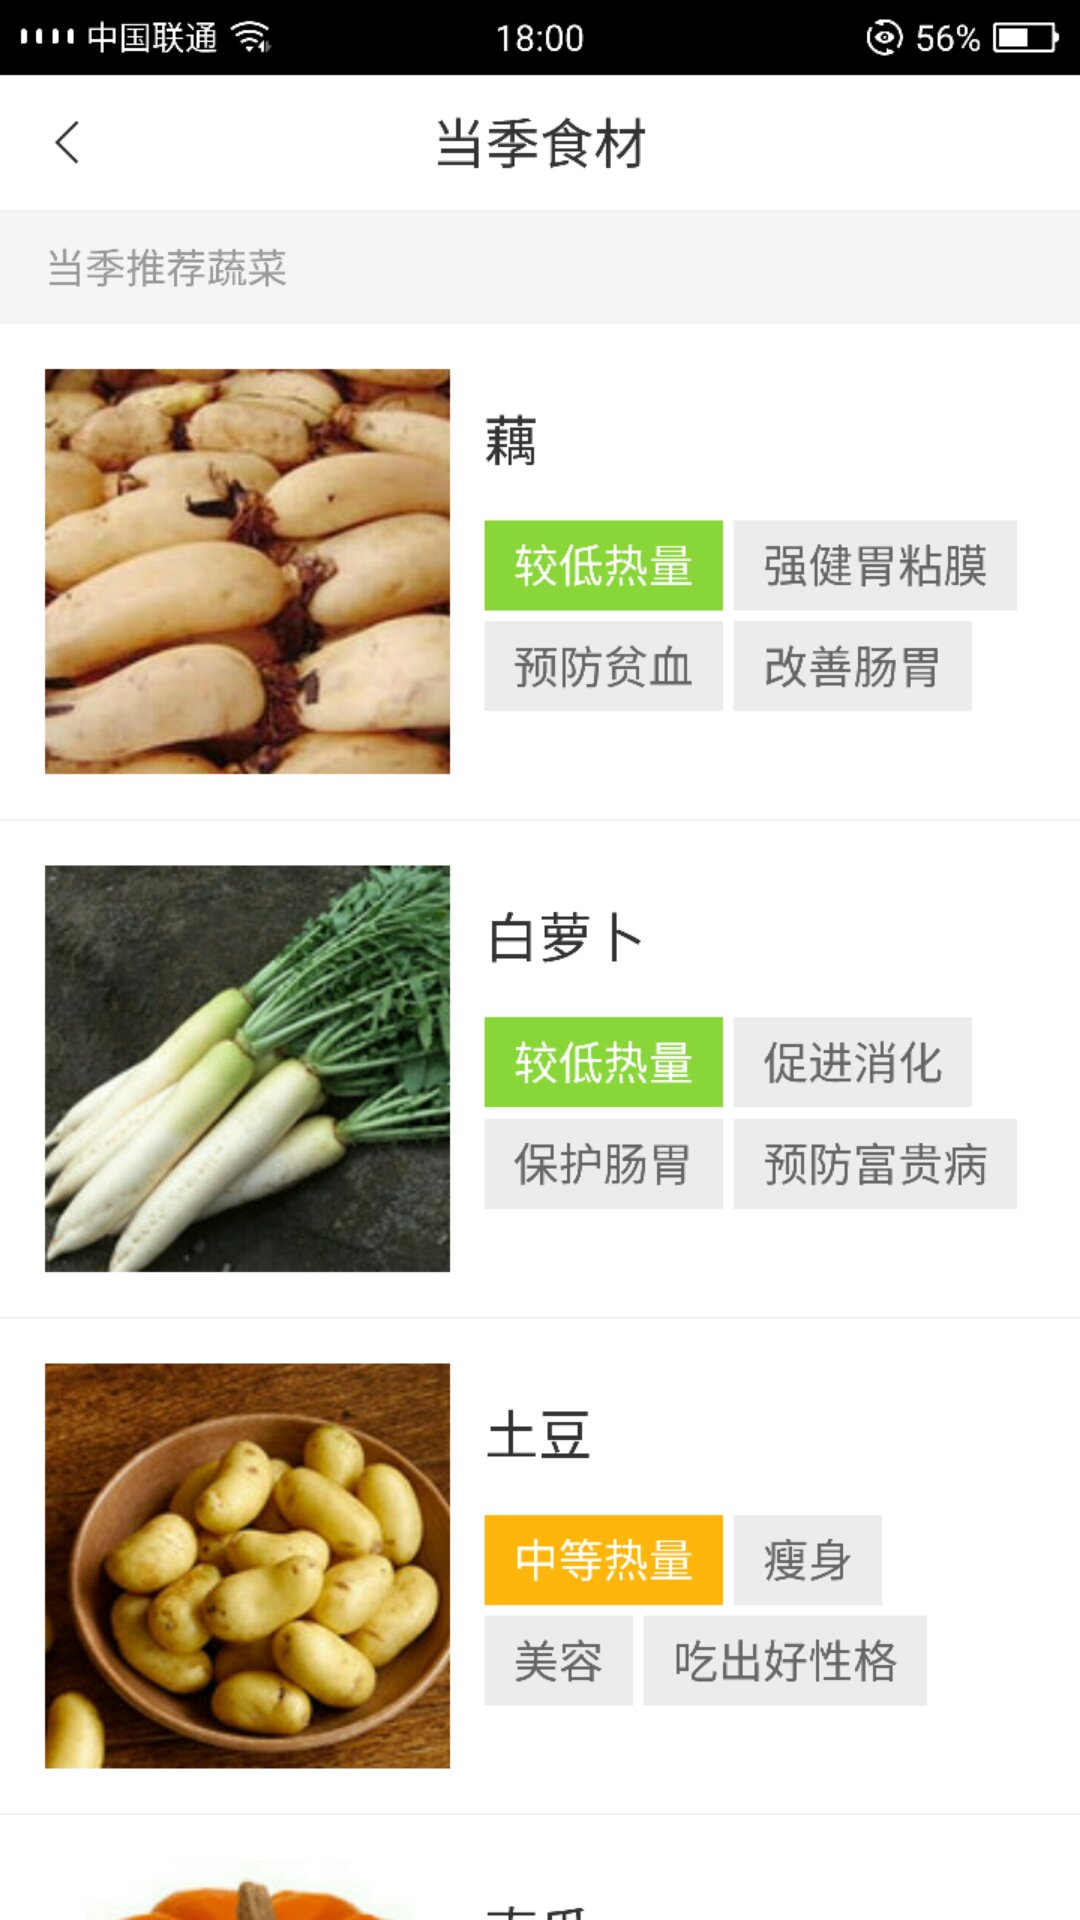 中国联通 18:00 56%
当季食材
当季推荐蔬菜
藕
较低热量 强健胃粘膜
预防贫血 改善肠胃
白萝卜
较低热量 促进消化
保护肠胃 预防富贵病
土豆
中等热量 瘦身
美容 吃出好性格